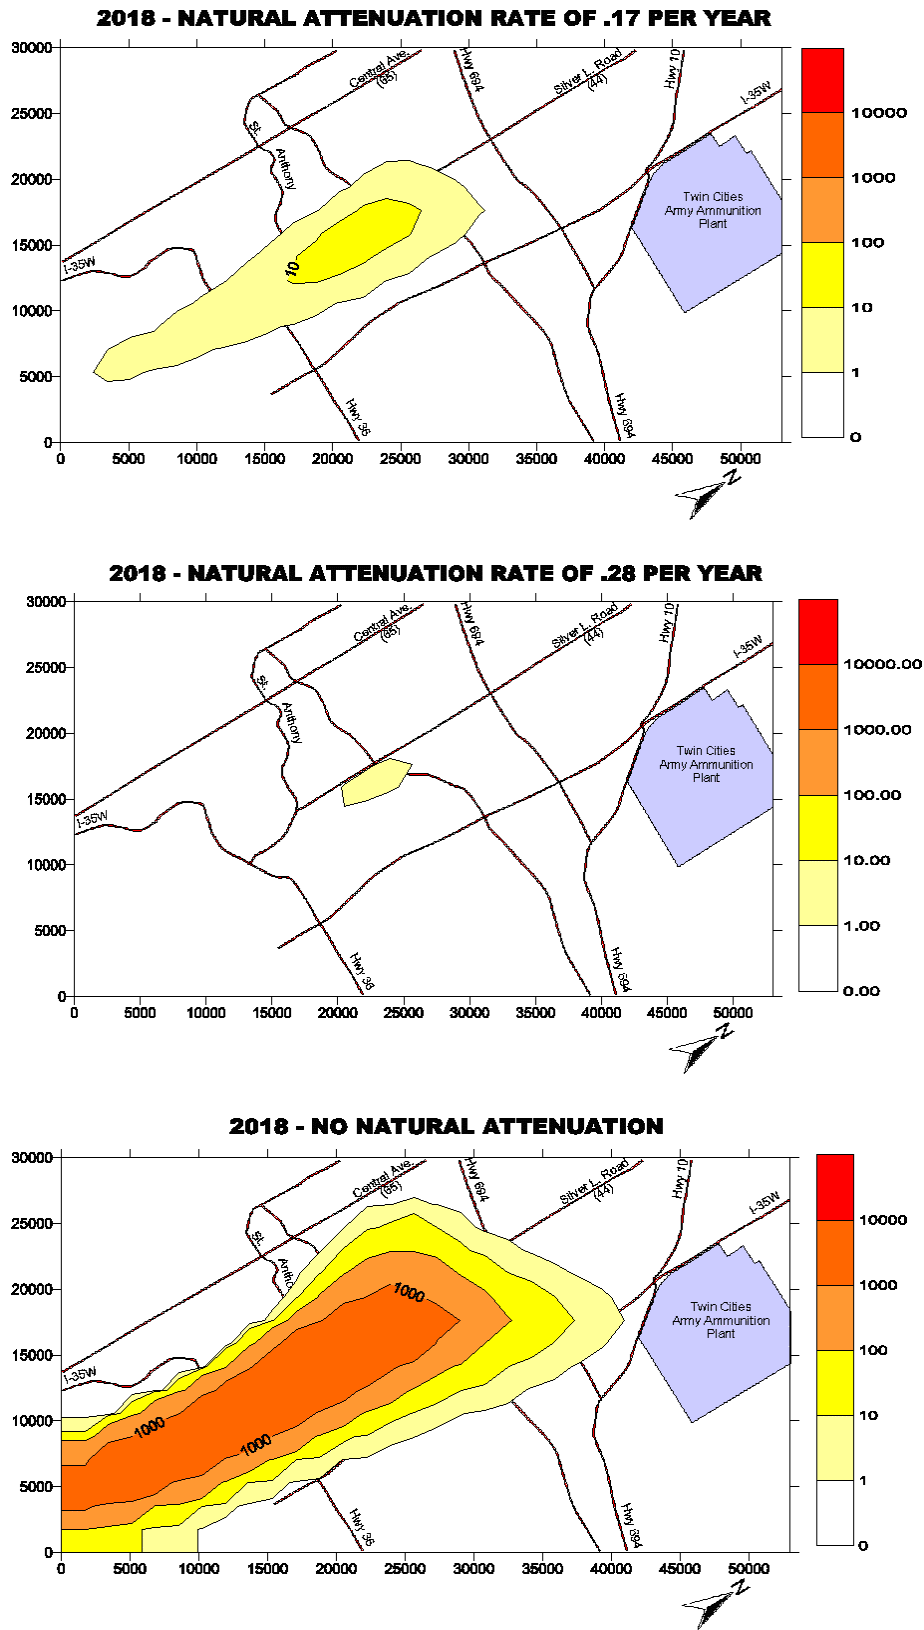 2018 - NATURAL ATTENUATION RATE OF .17 PER YEAR
30000
25000
20000
15000
10000
5000
0
0 5000 10000 15000 20000 25000 30000 35000 40000 45000 50000
Central Ave.
(65)
Hwy 694
Silver L. Road
(44)
Hwy 10
I-35W
St.
Anthony
I-35W
10
Hwy 36
Hwy 694
Twin Cities
Army Ammunition
Plant
10000
1000
100
10
1
0
N
2018 - NATURAL ATTENUATION RATE OF .28 PER YEAR
30000
25000
20000
15000
10000
5000
0
0 5000 10000 15000 20000 25000 30000 35000 40000 45000 50000
Central Ave.
(65)
Hwy 694
Silver L. Road
(44)
Hwy 10
I-35W
St.
Anthony
I-35W
Hwy 36
Hwy 694
Twin Cities
Army Ammunition
Plant
10000.00
1000.00
100.00
10.00
1.00
0.00
N
2018 - NO NATURAL ATTENUATION
30000
25000
20000
15000
10000
5000
0
0 5000 10000 15000 20000 25000 30000 35000 40000 45000 50000
Central Ave.
(65)
Hwy 694
Silver L. Road
(44)
Hwy 10
I-35W
St.
Antho
I-35W
1000
1000
1000
Hwy 36
Hwy 694
Twin Cities
Army Ammunition
Plant
10000
1000
100
10
1
0
N